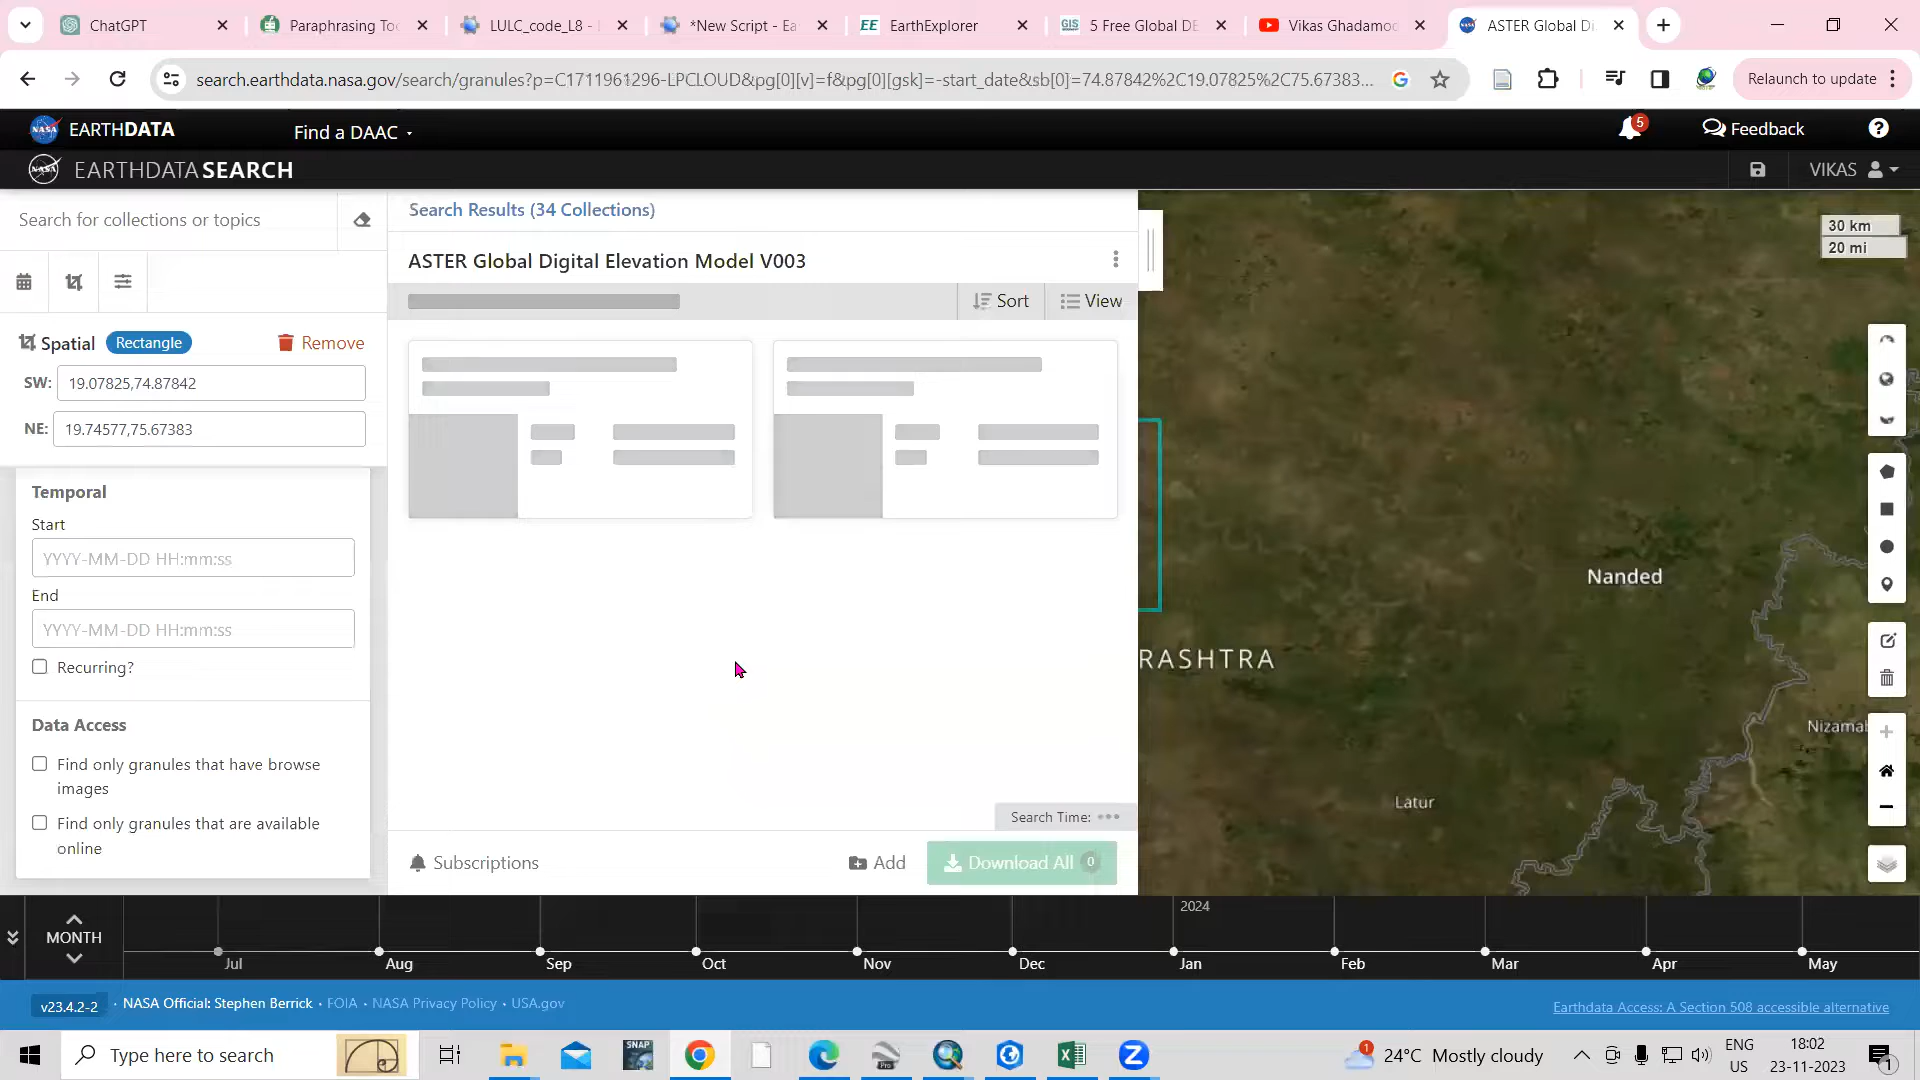 ChatGPT
Paraphrasing Too
LULC_code_L8 -
*New Script - Ea
EE EarthExplorer
GIS 5 Free Global DE
Vikas Ghadamod
ASTER Global Di
search.earthdata.nasa.gov/search/granules?p=C1711961296-LPCLOUD&pg[0][v]=f&pg[0][gsk]=-start_date&sb[0]=74.87842%2C19.07825%2C75.67383...
Relaunch to update
EARTHDATA
Find a DAAC
5
Feedback
EARTHDATA SEARCH
VIKAS
Search for collections or topics
Search Results (34 Collections)
ASTER Global Digital Elevation Model V003
Sort
View
Spatial
Rectangle
Remove
SW:
19.07825,74.87842
NE:
19.74577,75.67383
Temporal
Start
YYYY-MM-DD HH:mm:ss
End
YYYY-MM-DD HH:mm:ss
Recurring?
Data Access
Find only granules that have browse
images
Find only granules that are available
online
Search Time:
Subscriptions
Add
Download All 0
30 km
20 mi
Nanded
RASHTRA
Nizamal
Latur
MONTH
2024
Jul
Aug
Sep
Oct
Nov
Dec
Jan
Feb
Mar
Apr
May
v23.4.2-2
· NASA Official: Stephen Berrick · FOIA · NASA Privacy Policy · USA.gov
Earthdata Access: A Section 508 accessible alternative
Type here to search
SNAP
Pro
1
24°C Mostly cloudy
ENG
US
18:02
23-11-2023
1